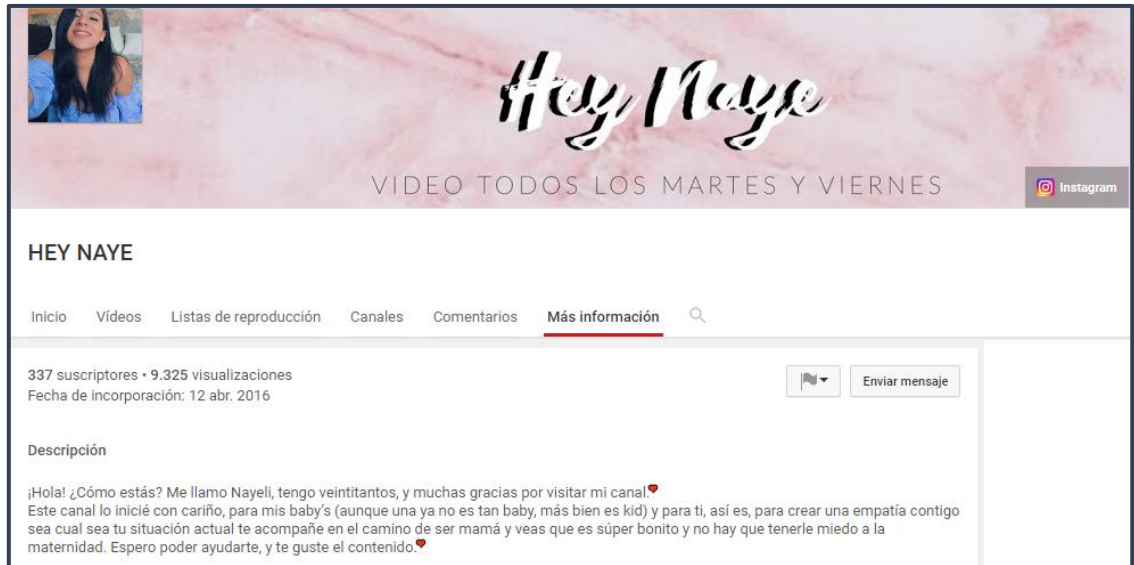 Hey Naye
VIDEO TODOS LOS MARTES Y VIERNES
Instagram
HEY NAYE
Inicio Vídeos Listas de reproducción Canales Comentarios Más información
337 suscriptores • 9.325 visualizaciones
Enviar mensaje
Fecha de incorporación: 12 abr. 2016
Descripción
¡Hola! ¿Cómo estás? Me llamo Nayeli, tengo veintitantos, y muchas gracias por visitar mi canal.
Este canal lo inicié con cariño, para mis baby's (aunque una ya no es tan baby, más bien es kid) y para ti, así es, para crear una empatía contigo
sea cual sea tu situación actual te acompañe en el camino de ser mamá y veas que es súper bonito y no hay que tenerle miedo a la
maternidad. Espero poder ayudarte, y te guste el contenido.